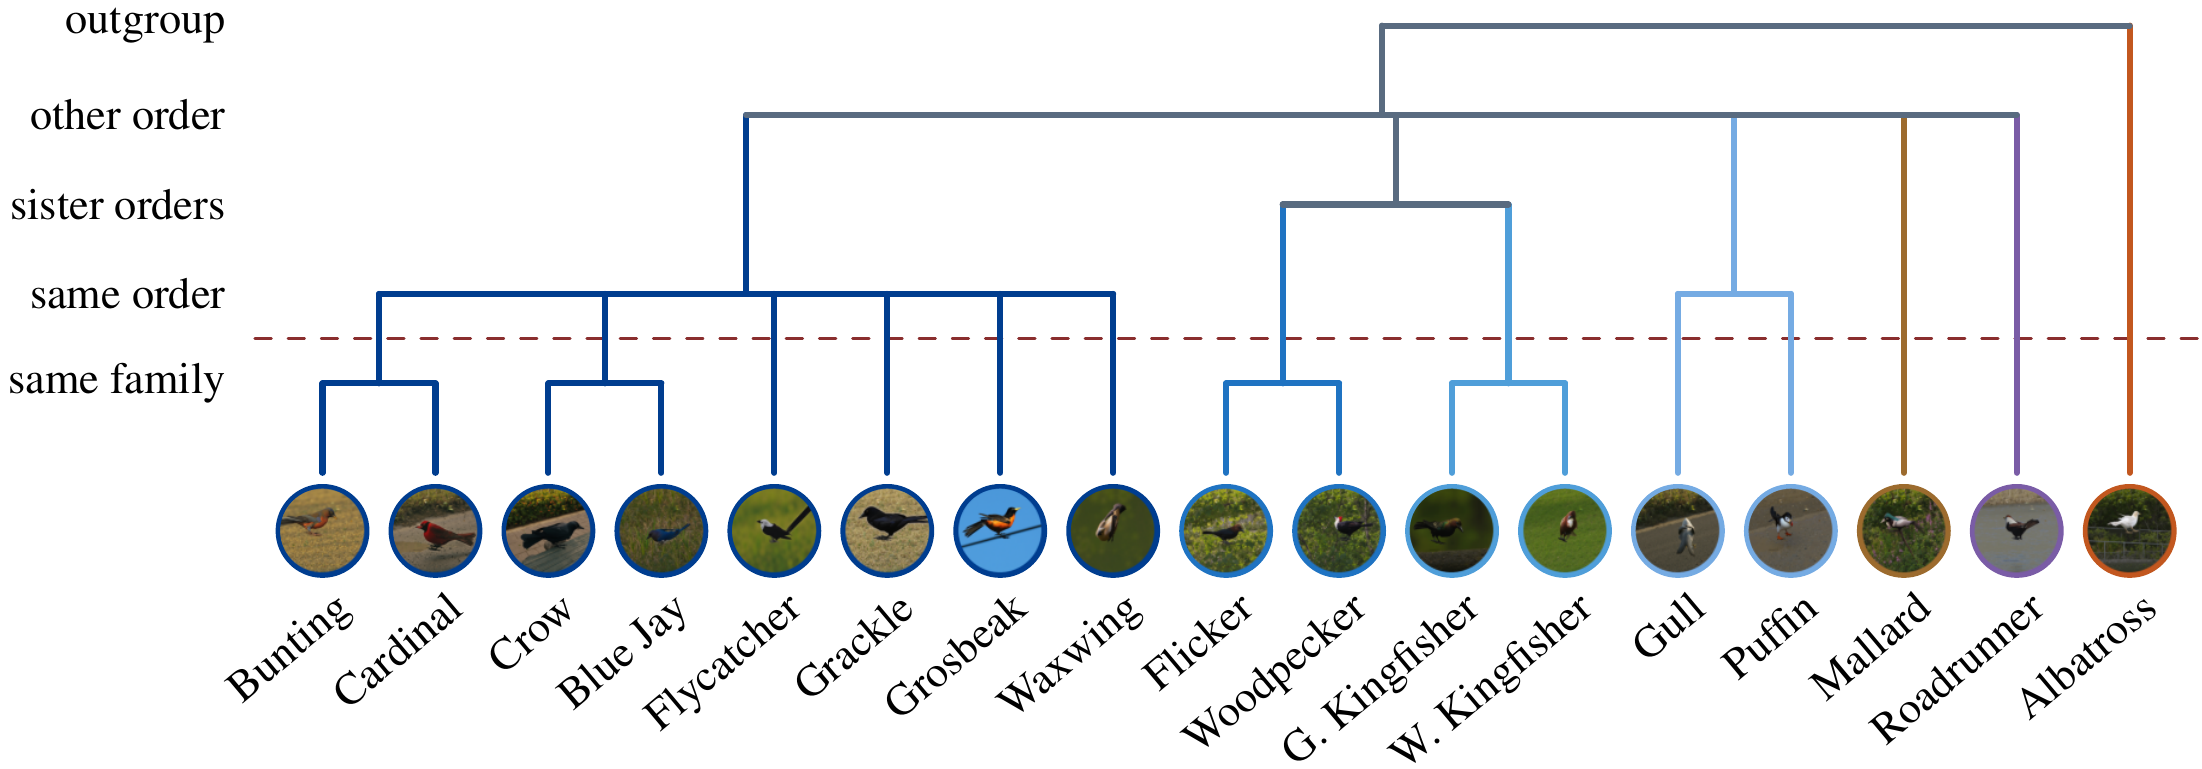 outgroup
other order
sister orders
same order
same family
Bunting
Cardinal
Crow
Blue Jay
Flycatcher
Grackle
Grosbeak
Waxwing
Flicker
Woodpecker
G. Kingfisher
W. Kingfisher
Gull
Puffin
Mallard
Roadrunner
Albatross